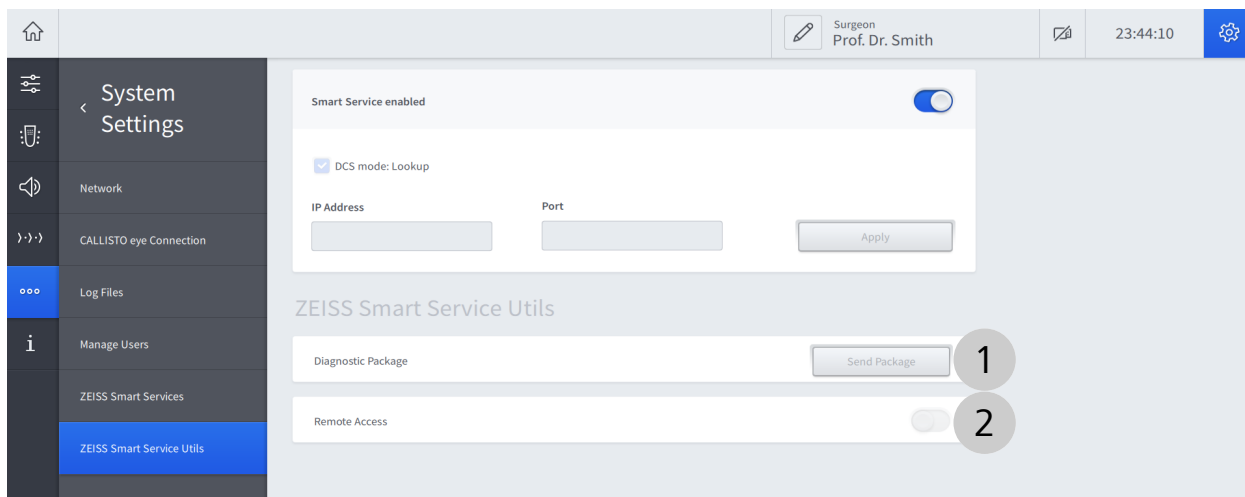 Surgeon
Prof. Dr. Smith
23:44:10
System
Settings
Network
CALLISTO eye Connection
Log Files
Manage Users
ZEISS Smart Services
ZEISS Smart Service Utils
Smart Service enabled
DCS mode: Lookup
IP Address
Port
Apply
ZEISS Smart Service Utils
Diagnostic Package
Send Package
1
Remote Access
2